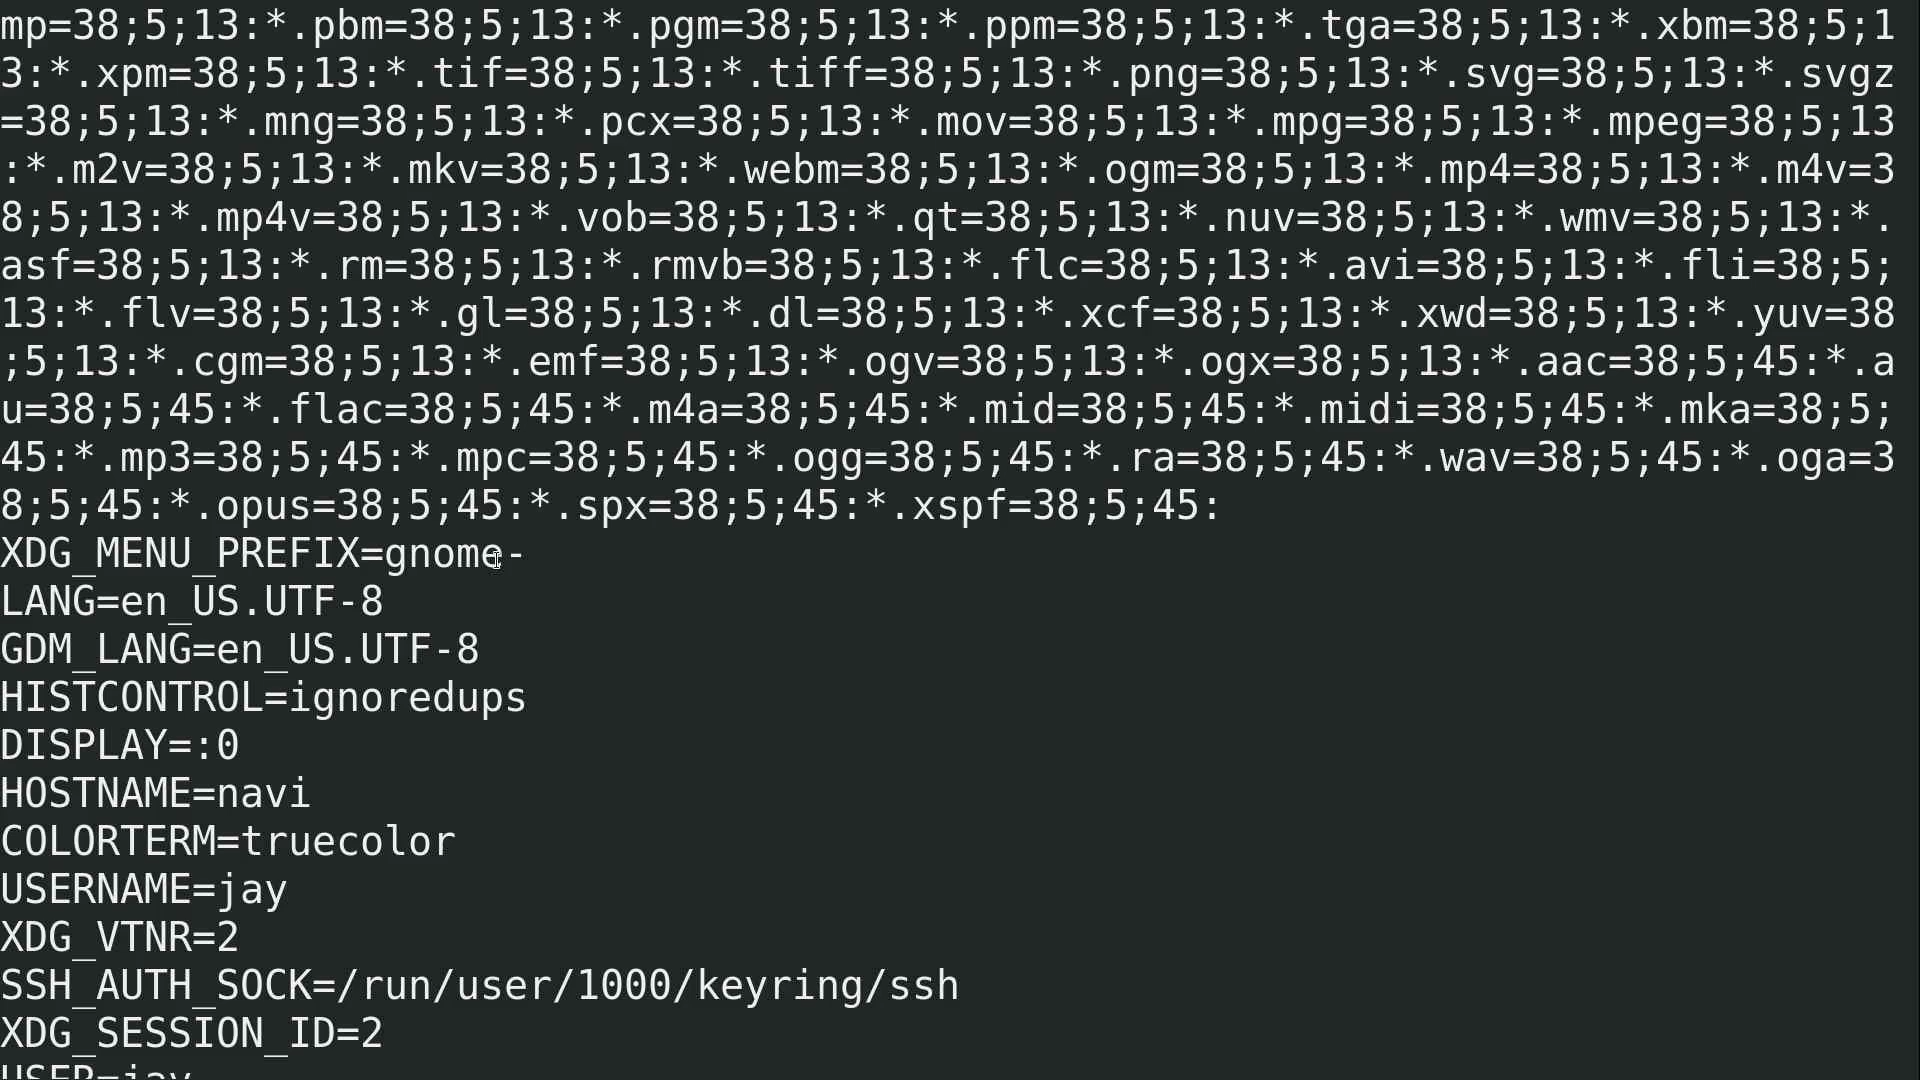 mp=38;5;13:*.pbm=38;5;13:*.pgm=38;5;13:*.ppm=38;5;13:*.tga=38;5;13:*.xbm=38;5;1
3:*.xpm=38;5;13:*.tif=38;5;13:*.tiff=38;5;13:*.png=38;5;13:*.svg=38;5;13:*.svgz
=38;5;13:*.mng=38;5;13:*.pcx=38;5;13:*.mov=38;5;13:*.mpg=38;5;13:*.mpeg=38;5;13
:*.m2v=38;5;13:*.mkv=38;5;13:*.webm=38;5;13:*.ogm=38;5;13:*.mp4=38;5;13:*.m4v=3
8;5;13:*.mp4v=38;5;13:*.vob=38;5;13:*.qt=38;5;13:*.nuv=38;5;13:*.wmv=38;5;13:*.
asf=38;5;13:*.rm=38;5;13:*.rmvb=38;5;13:*.flc=38;5;13:*.avi=38;5;13:*.fli=38;5;
13:*.flv=38;5;13:*.gl=38;5;13:*.dl=38;5;13:*.xcf=38;5;13:*.xwd=38;5;13:*.yuv=38
;5;13:*.cgm=38;5;13:*.emf=38;5;13:*.ogv=38;5;13:*.ogx=38;5;13:*.aac=38;5;45:*.a
u=38;5;45:*.flac=38;5;45:*.m4a=38;5;45:*.mid=38;5;45:*.midi=38;5;45:*.mka=38;5;
45:*.mp3=38;5;45:*.mpc=38;5;45:*.ogg=38;5;45:*.ra=38;5;45:*.wav=38;5;45:*.oga=3
8;5;45:*.opus=38;5;45:*.spx=38;5;45:*.xspf=38;5;45:
XDG_MENU_PREFIX=gnome-
LANG=en_US.UTF-8
GDM_LANG=en_US.UTF-8
HISTCONTROL=ignoredups
DISPLAY=:0
HOSTNAME=navi
COLORTERM=truecolor
USERNAME=jay
XDG_VTNR=2
SSH_AUTH_SOCK=/run/user/1000/keyring/ssh
XDG_SESSION_ID=2
USER=jay